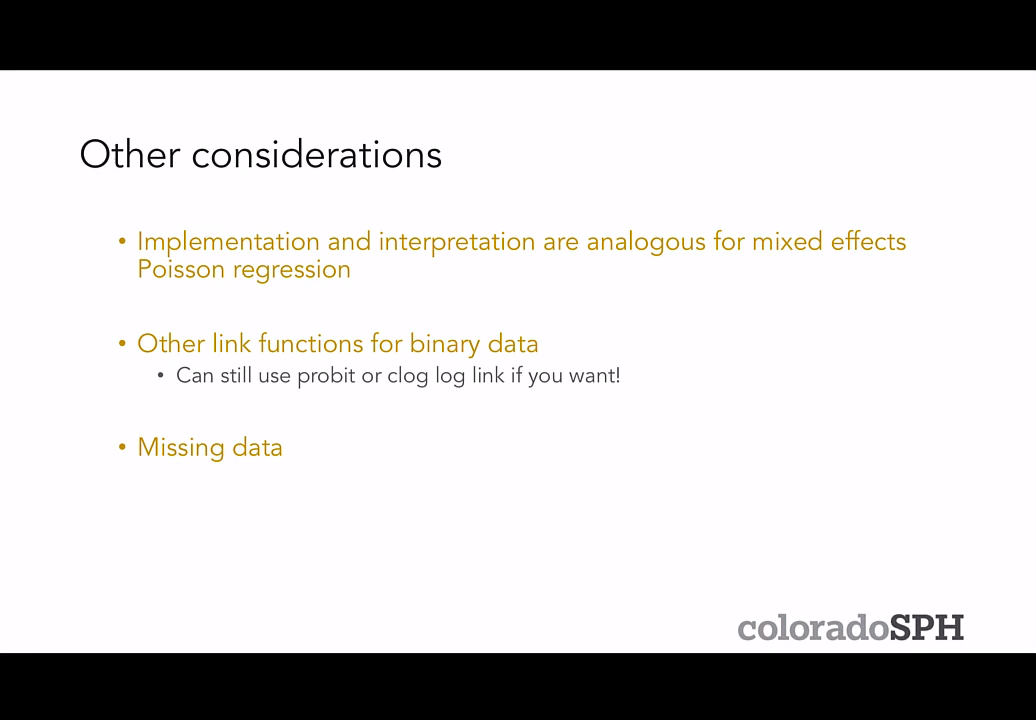 Other considerations
• Implementation and interpretation are analogous for mixed effects
Poisson regression
• Other link functions for binary data
• Can still use probit or clog log link if you want!
• Missing data
coloradoSPH